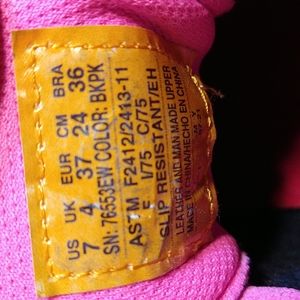 US UK EUR CM BRA
7 4 37 24 36
SN: 76553EW COLOR: BKPK
ASTM F2412/2413-11
F I/75 C/75
SLIP RESISTANT/EH
LEATHER AND MAN MADE UPPER
MADE IN CHINA/HECHO EN CHINA